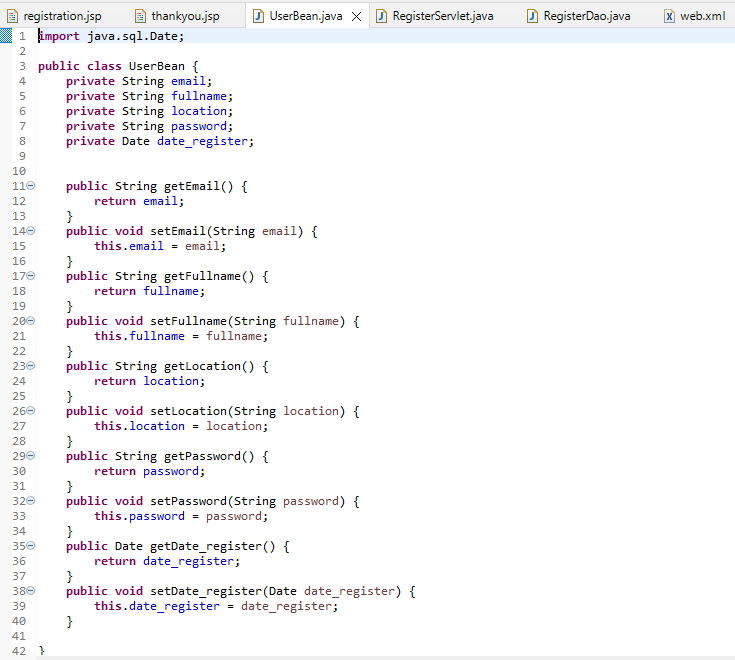 registration.jsp thankyou.jsp UserBean.java RegisterServlet.java RegisterDao.java web.xml
1 import java.sql.Date;
2
3 public class UserBean {
4     private String email;
5     private String fullname;
6     private String location;
7     private String password;
8     private Date date_register;
9
10
11     public String getEmail() {
12         return email;
13     }
14     public void setEmail(String email) {
15         this.email = email;
16     }
17     public String getFullname() {
18         return fullname;
19     }
20     public void setFullname(String fullname) {
21         this.fullname = fullname;
22     }
23     public String getLocation() {
24         return location;
25     }
26     public void setLocation(String location) {
27         this.location = location;
28     }
29     public String getPassword() {
30         return password;
31     }
32     public void setPassword(String password) {
33         this.password = password;
34     }
35     public Date getDate_register() {
36         return date_register;
37     }
38     public void setDate_register(Date date_register) {
39         this.date_register = date_register;
40     }
41
42 }